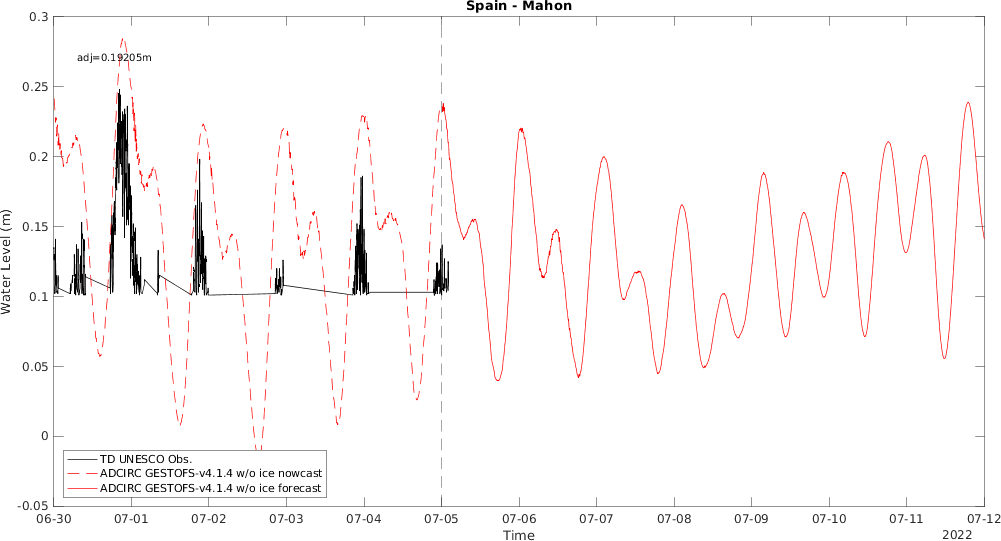 Spain - Mahon
adj=0.19205m
0.3
0.25
0.2
0.15
0.1
0.05
0
-0.05
Water Level (m)
TD UNESCO Obs.
ADCIRC GESTOFS-v4.1.4 w/o ice nowcast
ADCIRC GESTOFS-v4.1.4 w/o ice forecast
06-30 07-01 07-02 07-03 07-04 07-05 07-06 07-07 07-08 07-09 07-10 07-11 07-12
Time
2022